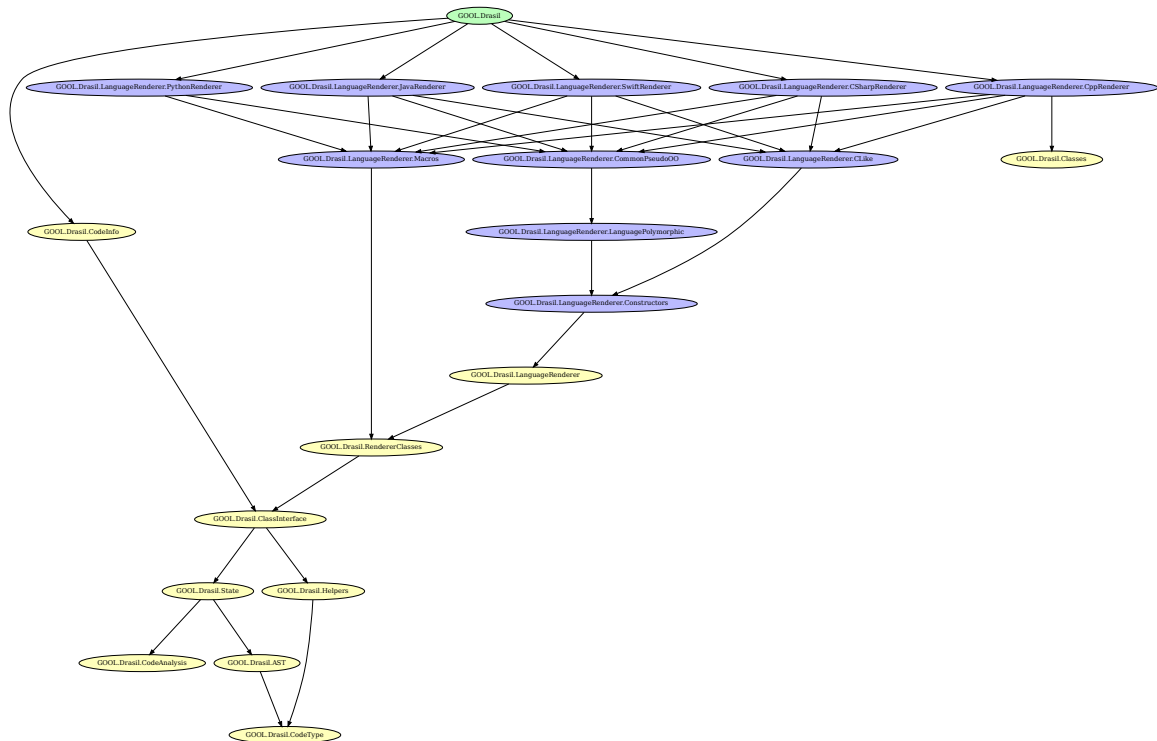 GOOL.Drasil
GOOL.Drasil.LanguageRenderer.PythonRenderer
GOOL.Drasil.LanguageRenderer.JavaRenderer
GOOL.Drasil.LanguageRenderer.SwiftRenderer
GOOL.Drasil.LanguageRenderer.CSharpRenderer
GOOL.Drasil.LanguageRenderer.CppRenderer
GOOL.Drasil.LanguageRenderer.Macros
GOOL.Drasil.LanguageRenderer.CommonPseudoOO
GOOL.Drasil.LanguageRenderer.CLike
GOOL.Drasil.Classes
GOOL.Drasil.CodeInfo
GOOL.Drasil.LanguageRenderer.LanguagePolymorphic
GOOL.Drasil.LanguageRenderer.Constructors
GOOL.Drasil.LanguageRenderer
GOOL.Drasil.RendererClasses
GOOL.Drasil.ClassInterface
GOOL.Drasil.State
GOOL.Drasil.Helpers
GOOL.Drasil.CodeAnalysis
GOOL.Drasil.AST
GOOL.Drasil.CodeType